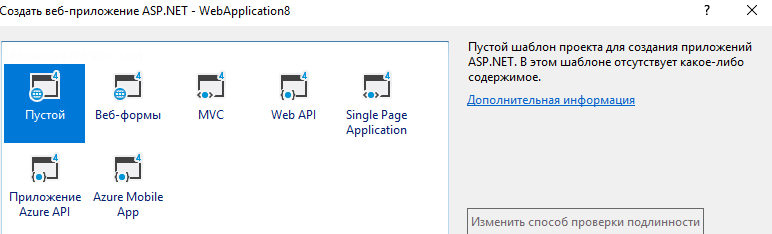 Создать веб-приложение ASP.NET - WebApplication8
? ×
4 4 4 4 4
Пустой Веб-формы MVC Web API Single Page
Application
4 4
Приложение Azure Mobile
Azure API App
Пустой шаблон проекта для создания приложений
ASP.NET. В этом шаблоне отсутствует какое-либо
содержимое.
Дополнительная информация
Изменить способ проверки подлинности